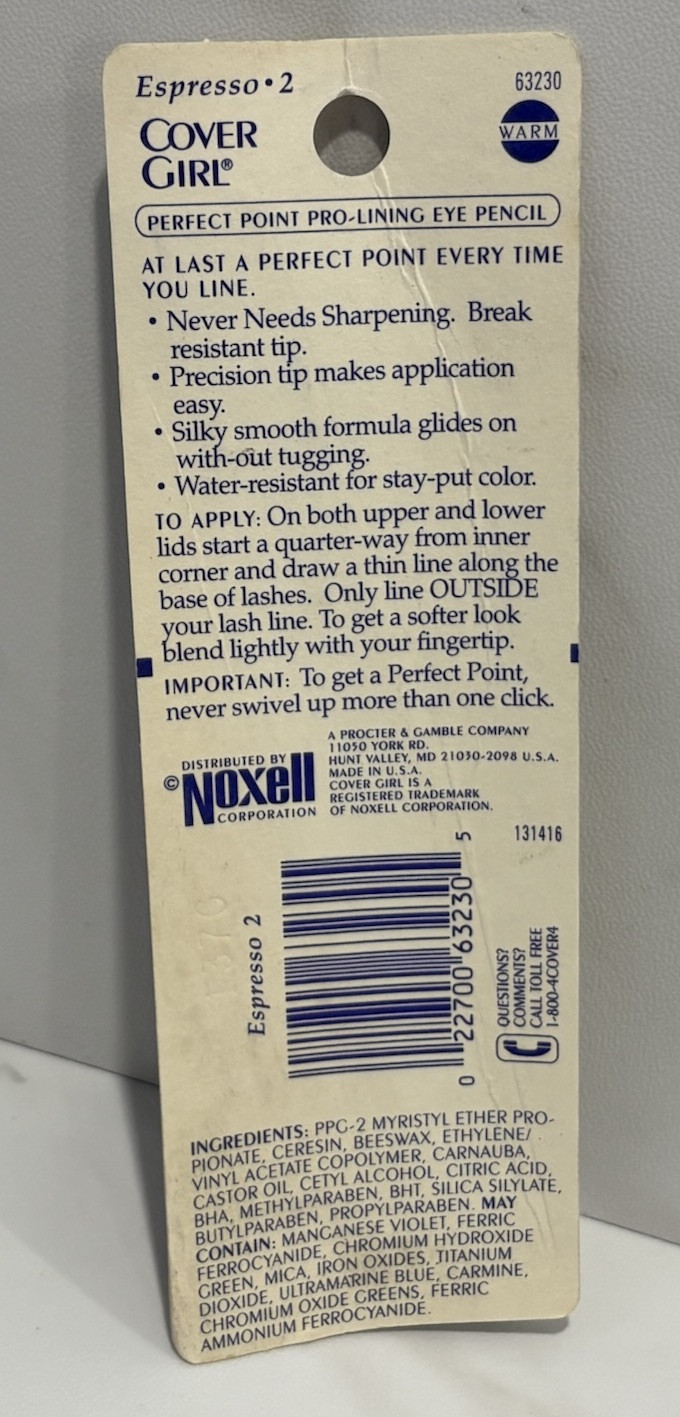 Espresso • 2
63230
COVER
GIRL®
WARM
PERFECT POINT PRO-LINING EYE PENCIL
AT LAST A PERFECT POINT EVERY TIME
YOU LINE.
• Never Needs Sharpening. Break
resistant tip.
• Precision tip makes application
easy.
• Silky smooth formula glides on
with-out tugging.
• Water-resistant for stay-put color.
TO APPLY: On both upper and lower
lids start a quarter-way from inner
corner and draw a thin line along the
base of lashes. Only line OUTSIDE
your lash line. To get a softer look
blend lightly with your fingertip.
IMPORTANT: To get a Perfect Point,
never swivel up more than one click.
DISTRIBUTED BY
© Noxell
CORPORATION
A PROCTER & GAMBLE COMPANY
11050 YORK RD.
HUNT VALLEY, MD 21030-2098 U.S.A.
MADE IN U.S.A.
COVER GIRL IS A
REGISTERED TRADEMARK
OF NOXELL CORPORATION.
131416
Espresso 2
0 22700 63230 5
QUESTIONS?
COMMENTS?
CALL TOLL FREE
1-800-4COVER4
INGREDIENTS: PPG-2 MYRISTYL ETHER PRO-
PIONATE, CERESIN, BEESWAX, ETHYLENE/
VINYL ACETATE COPOLYMER, CARNAUBA,
CASTOR OIL, CETYL ALCOHOL, CITRIC ACID,
BHA, METHYLPARABEN, BHT, SILICA SILYLATE,
BUTYLPARABEN, PROPYLPARABEN. MAY
CONTAIN: MANGANESE VIOLET, FERRIC
FERROCYANIDE, CHROMIUM HYDROXIDE
GREEN, MICA, IRON OXIDES, TITANIUM
DIOXIDE, ULTRAMARINE BLUE, CARMINE,
CHROMIUM OXIDE GREENS, FERRIC
AMMONIUM FERROCYANIDE.